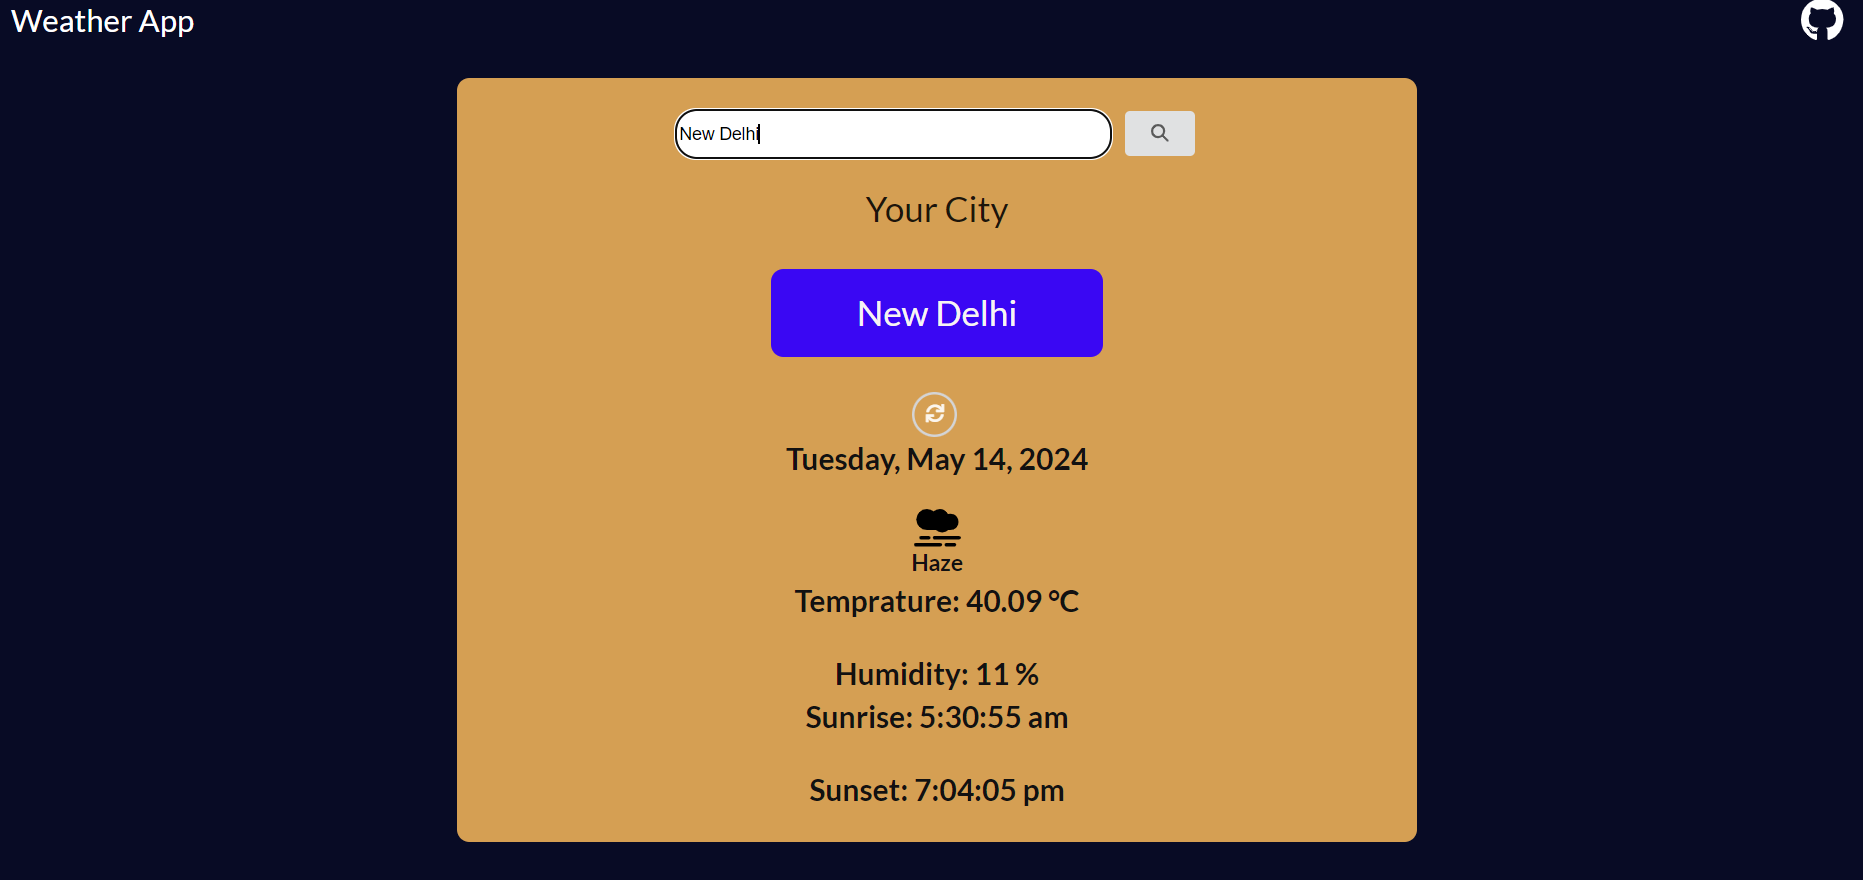 Weather App
New Delhi
Your City
New Delhi
Tuesday, May 14, 2024
Haze
Temprature: 40.09 °C
Humidity: 11 %
Sunrise: 5:30:55 am
Sunset: 7:04:05 pm